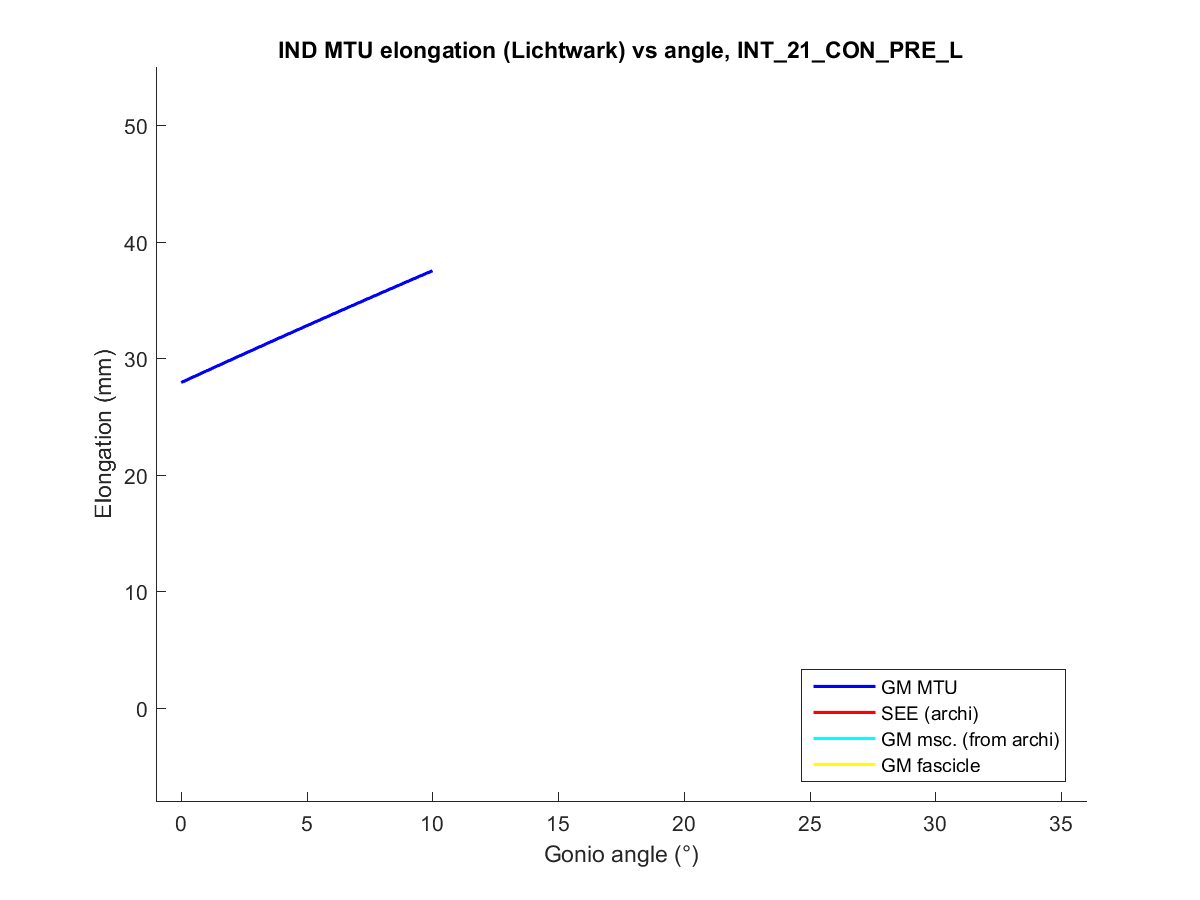 IND MTU elongation (Lichtwark) vs angle, INT_21_CON_PRE_L
Elongation (mm)
50
40
30
20
10
0
0 5 10 15 20 25 30 35
Gonio angle (°)
GM MTU
SEE (archi)
GM msc. (from archi)
GM fascicle